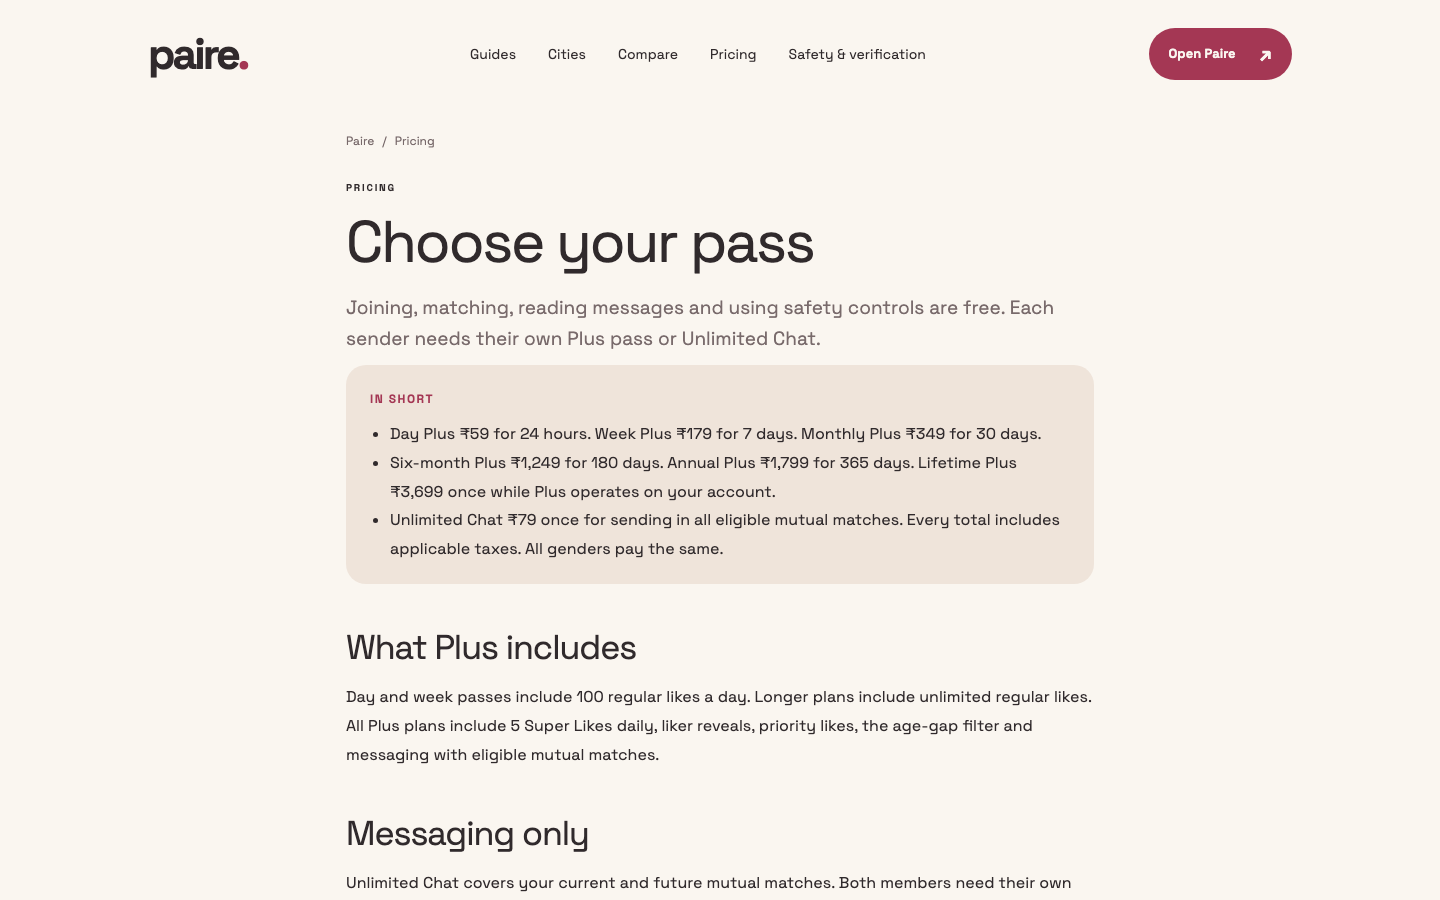 paire.
Guides
Cities
Compare
Pricing
Safety & verification
Open Paire
Paire / Pricing
PRICING
Choose your pass
Joining, matching, reading messages and using safety controls are free. Each
sender needs their own Plus pass or Unlimited Chat.
IN SHORT
• Day Plus ₹59 for 24 hours. Week Plus ₹179 for 7 days. Monthly Plus ₹349 for 30 days.
• Six-month Plus ₹1,249 for 180 days. Annual Plus ₹1,799 for 365 days. Lifetime Plus
₹3,699 once while Plus operates on your account.
• Unlimited Chat ₹79 once for sending in all eligible mutual matches. Every total includes
applicable taxes. All genders pay the same.
What Plus includes
Day and week passes include 100 regular likes a day. Longer plans include unlimited regular likes.
All Plus plans include 5 Super Likes daily, liker reveals, priority likes, the age-gap filter and
messaging with eligible mutual matches.
Messaging only
Unlimited Chat covers your current and future mutual matches. Both members need their own